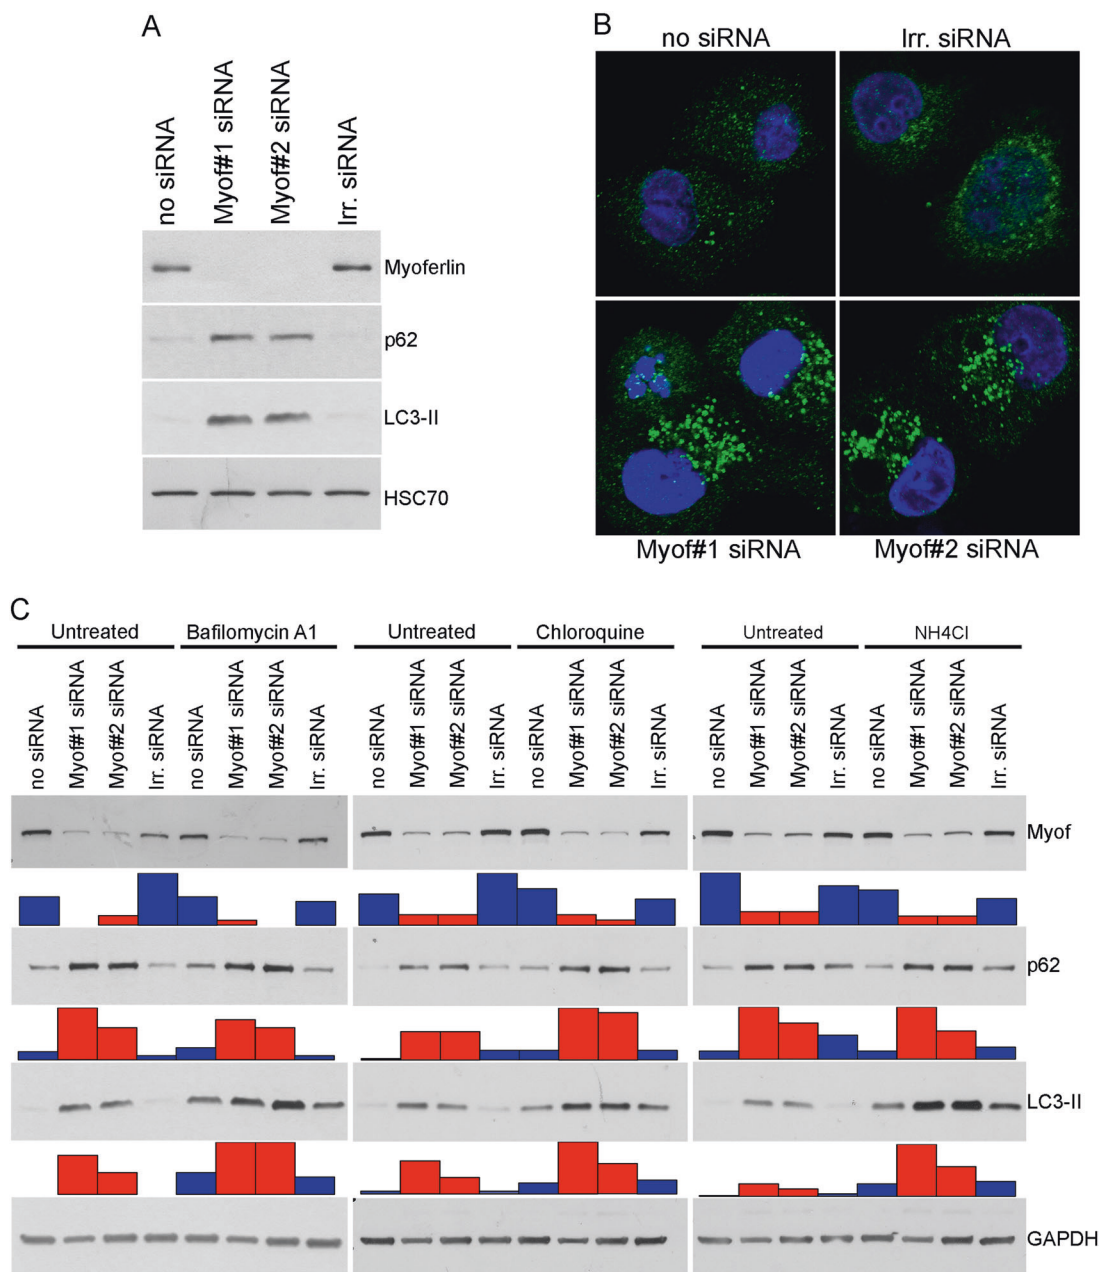 A
no siRNA
Myof#1 siRNA
Myof#2 siRNA
Irr. siRNA
Myoferlin
p62
LC3-II
HSC70
B
no siRNA
Irr. siRNA
Myof#1 siRNA
Myof#2 siRNA
C
Untreated
Bafilomycin A1
Untreated
Chloroquine
Untreated
NH4Cl
no siRNA
Myof#1 siRNA
Myof#2 siRNA
Irr. siRNA
no siRNA
Myof#1 siRNA
Myof#2 siRNA
Irr. siRNA
no siRNA
Myof#1 siRNA
Myof#2 siRNA
Irr. siRNA
no siRNA
Myof#1 siRNA
Myof#2 siRNA
Irr. siRNA
no siRNA
Myof#1 siRNA
Myof#2 siRNA
Irr. siRNA
no siRNA
Myof#1 siRNA
Myof#2 siRNA
Irr. siRNA
Myof
p62
LC3-II
GAPDH